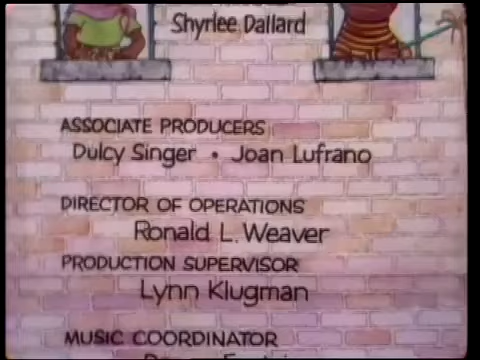 Shyrlee Dallard
ASSOCIATE PRODUCERS
Dulcy Singer • Joan Lufrano
DIRECTOR OF OPERATIONS
Ronald L. Weaver
PRODUCTION SUPERVISOR
Lynn Klugman
MUSIC COORDINATOR